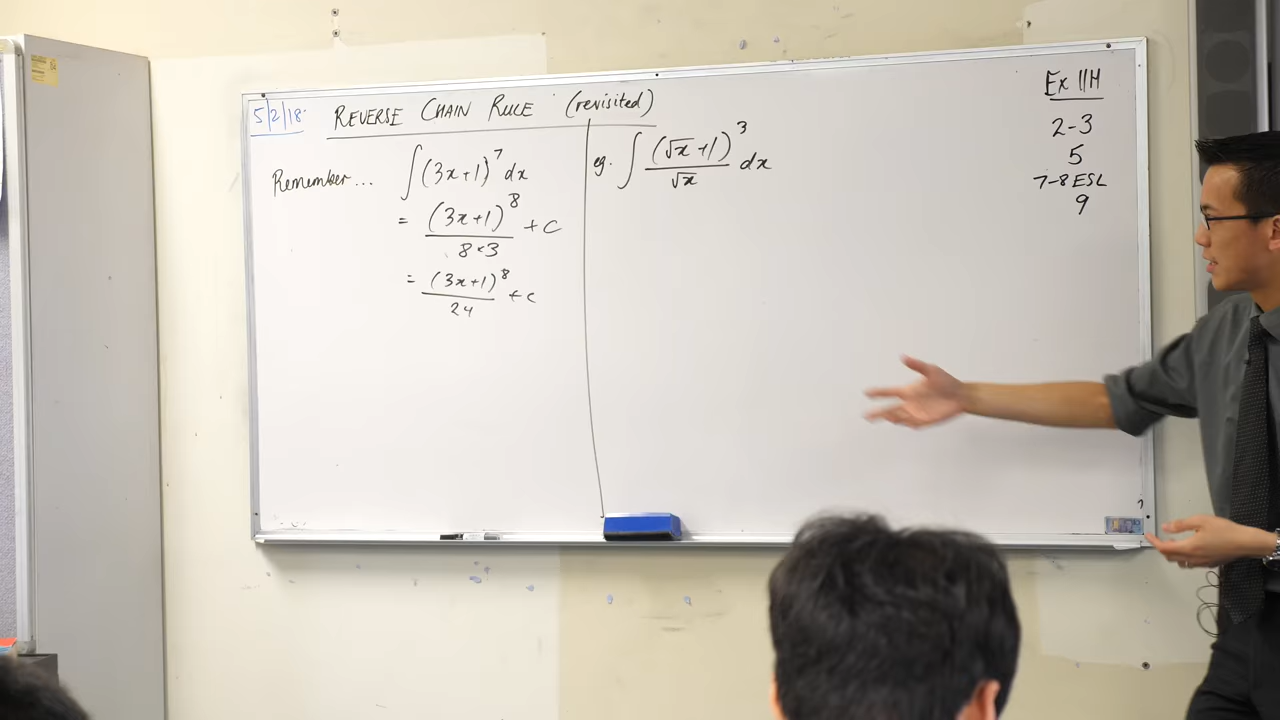 5/2/18
REVERSE CHAIN RULE (revisited)
Remember... ∫(3x+1)^7 dx
= (3x+1)^8 / 8×3 + c
= (3x+1)^8 / 24 + c
eg. ∫ (√x+1)^3 / √x dx
Ex 11H
2-3
5
7-8 ESL
9